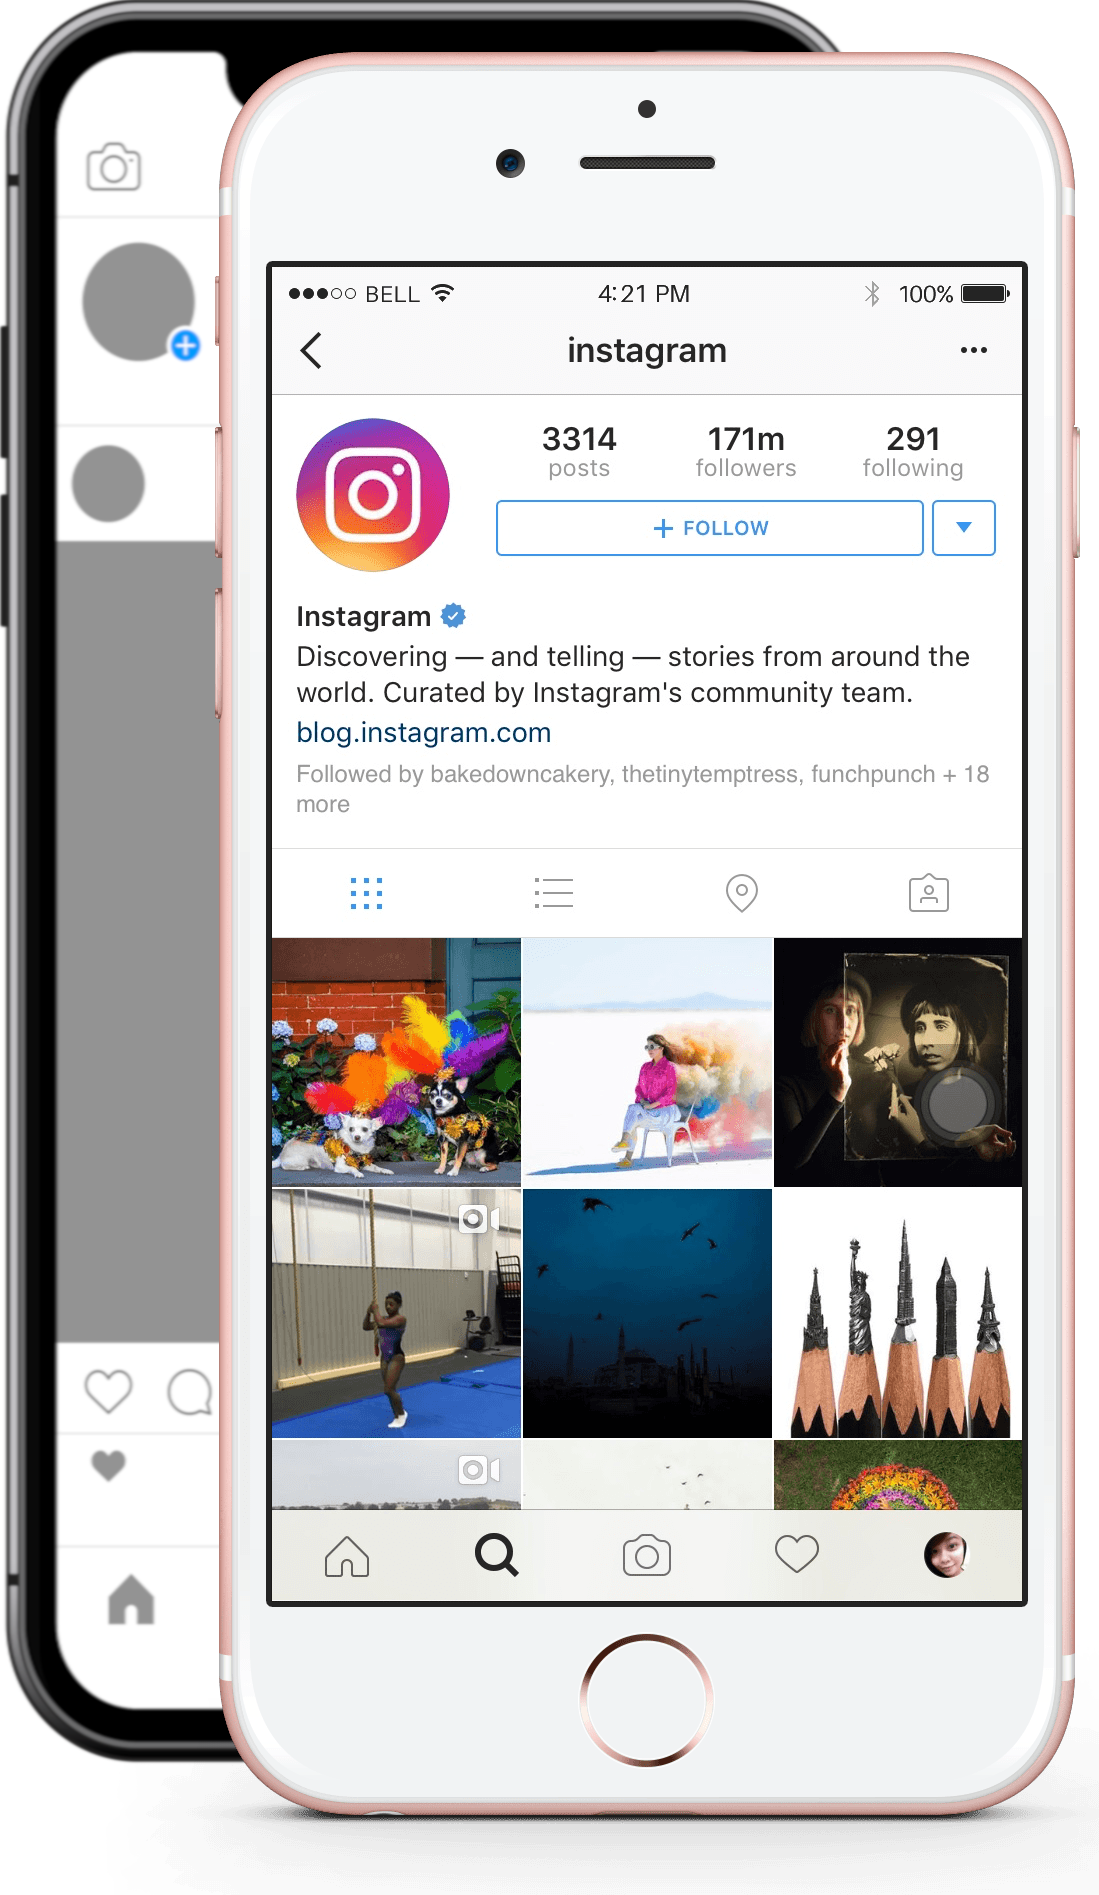 BELL 4:21 PM 100%
instagram
3314 171m 291
posts followers following
+ FOLLOW
Instagram
Discovering — and telling — stories from around the
world. Curated by Instagram's community team.
blog.instagram.com
Followed by bakedowncakery, thetinytemptress, funchpunch + 18
more